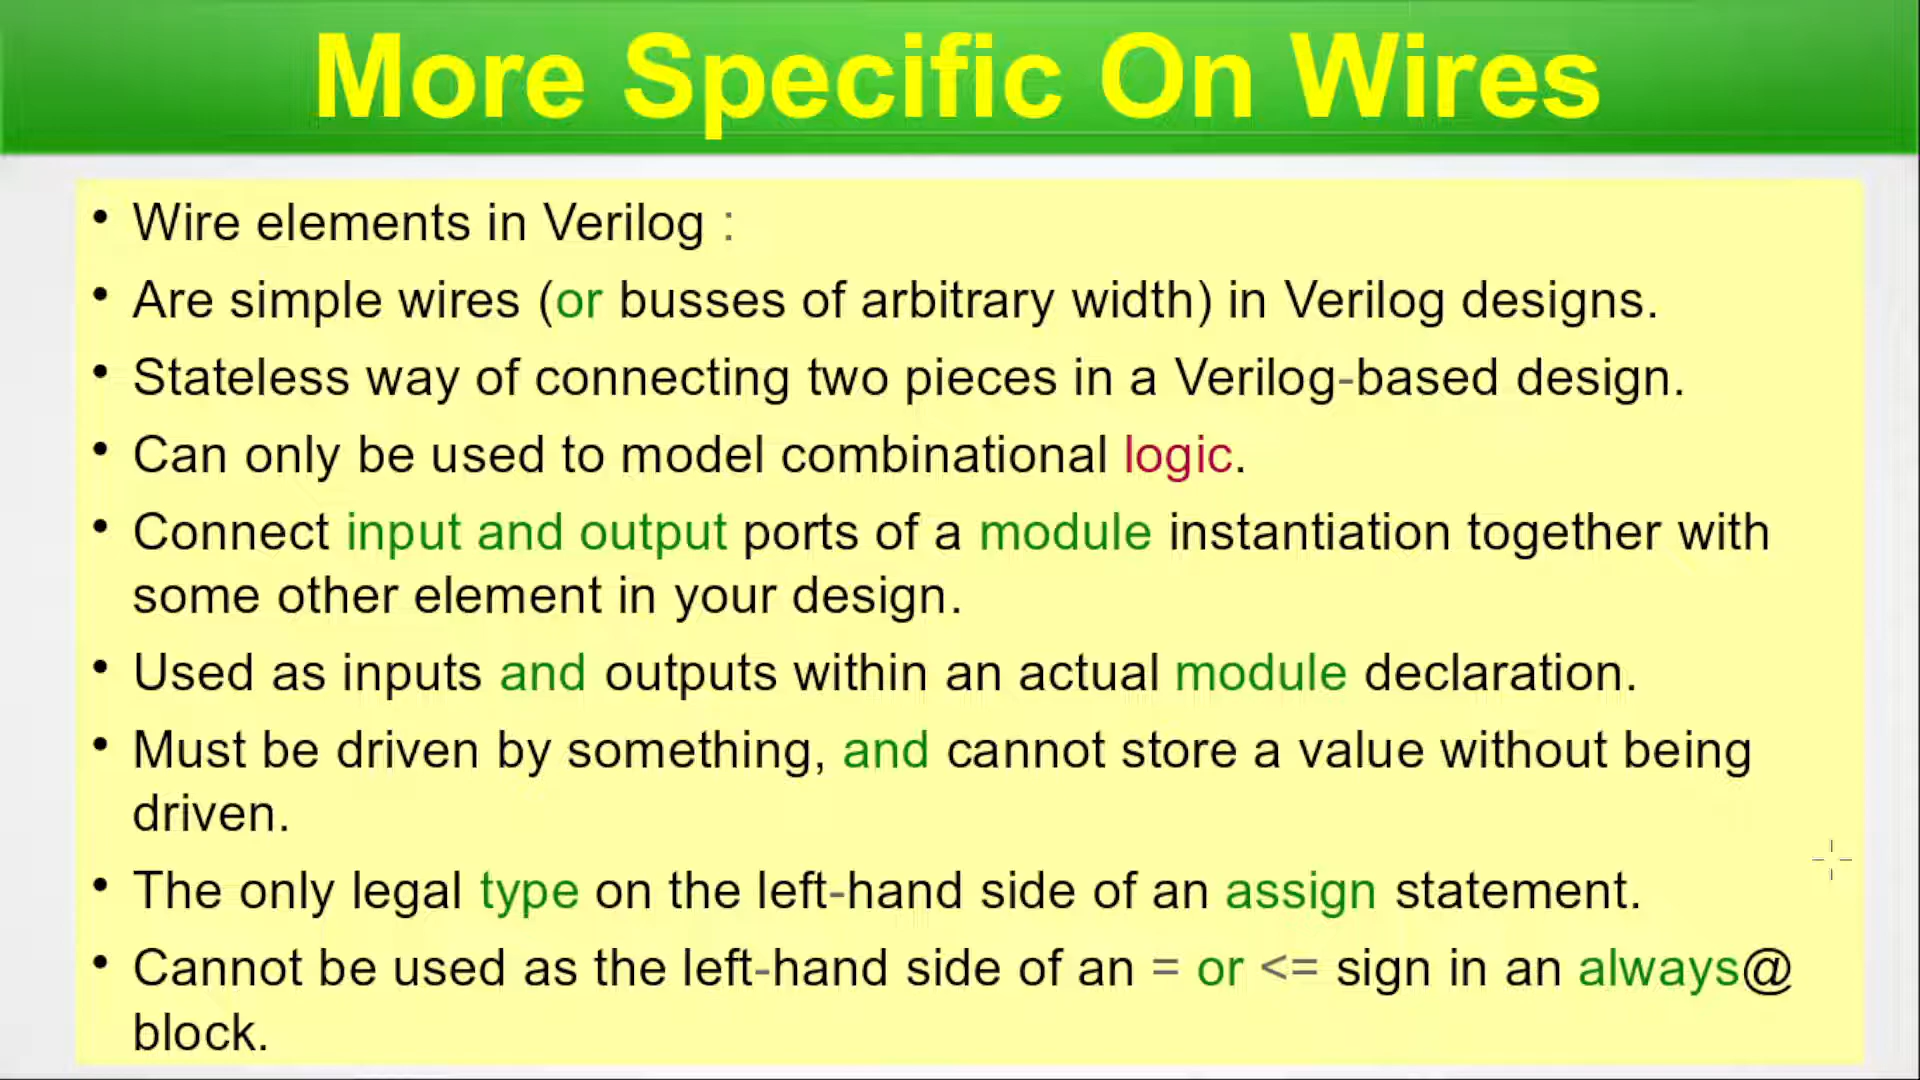 More Specific On Wires
• Wire elements in Verilog :
• Are simple wires (or busses of arbitrary width) in Verilog designs.
• Stateless way of connecting two pieces in a Verilog-based design.
• Can only be used to model combinational logic.
• Connect input and output ports of a module instantiation together with
some other element in your design.
• Used as inputs and outputs within an actual module declaration.
• Must be driven by something, and cannot store a value without being
driven.
• The only legal type on the left-hand side of an assign statement.
• Cannot be used as the left-hand side of an = or <= sign in an always@
block.